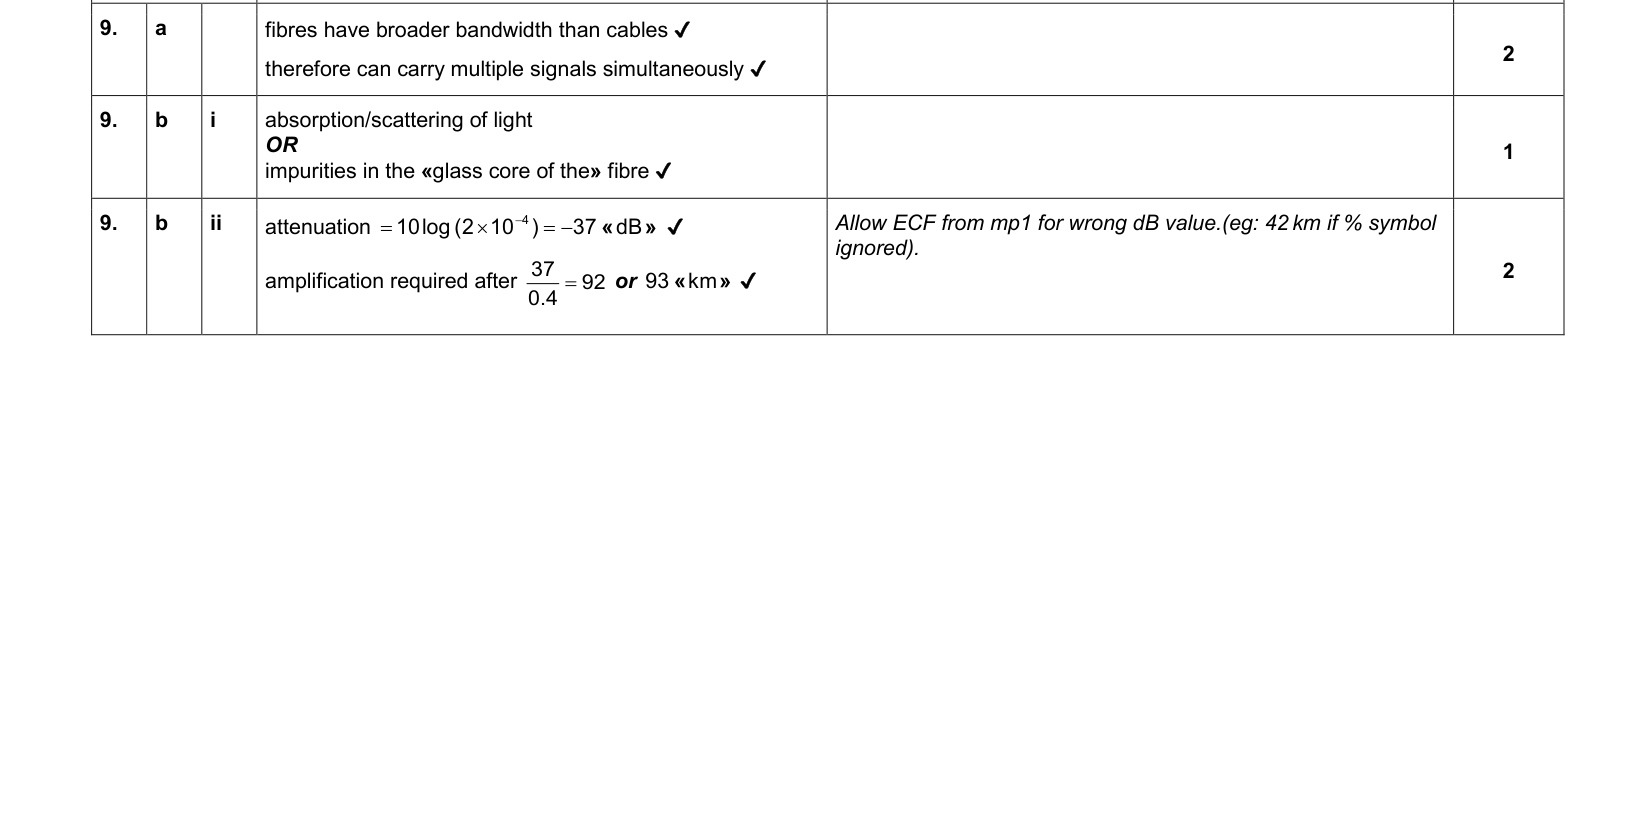 9. a fibres have broader bandwidth than cables ✓
therefore can carry multiple signals simultaneously ✓
2
9. b i absorption/scattering of light
OR
impurities in the «glass core of the» fibre ✓
1
9. b ii attenuation = 10 log (2×10⁻⁴) = −37 «dB» ✓
amplification required after 37/0.4 = 92 or 93 «km» ✓
Allow ECF from mp1 for wrong dB value.(eg: 42 km if % symbol
ignored).
2